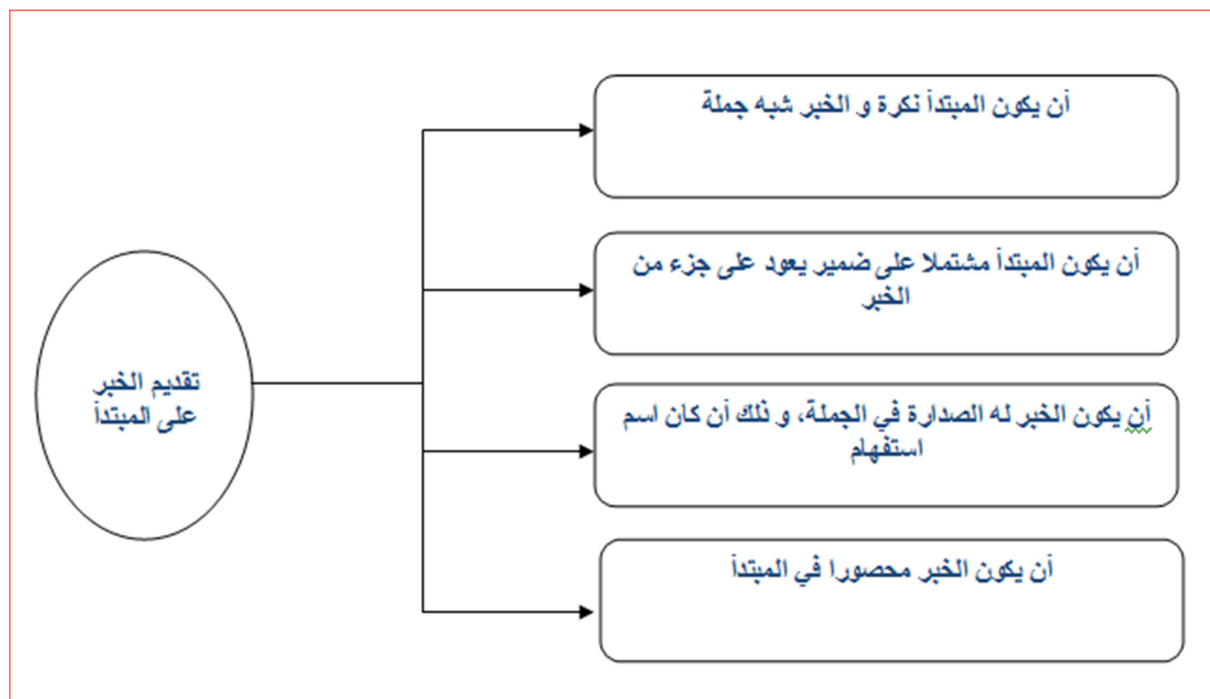 أن يكون المبتدأ نكرة و الخبر شبه جملة
أن يكون المبتدأ مشتملا على ضمير يعود على جزء من
الخبر
تقديم الخبر
على المبتدأ
أن يكون الخبر له الصدارة في الجملة، و ذلك أن كان اسم
استفهام
أن يكون الخبر محصورا في المبتدأ